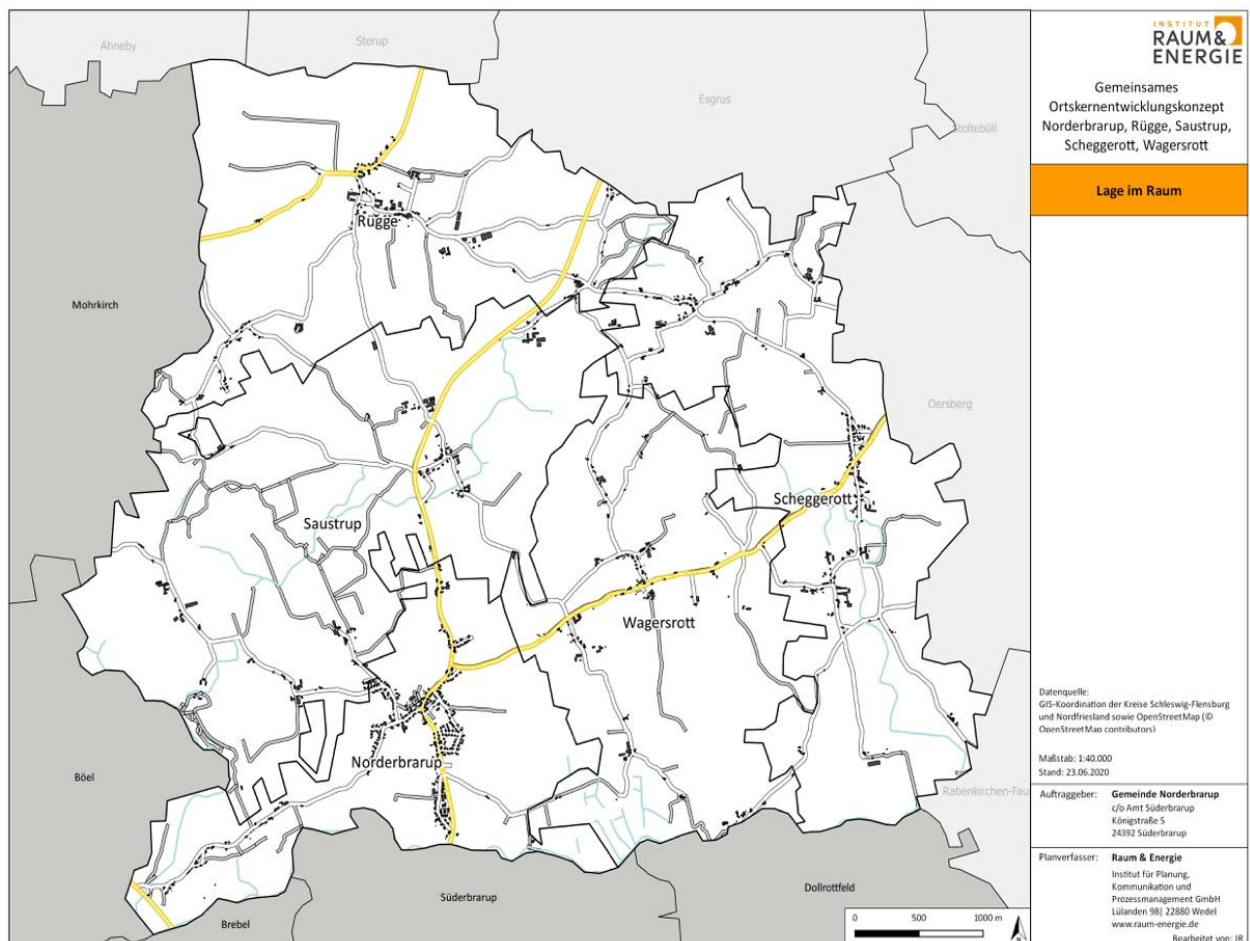 Ahneby
Sterup
Esgrus
Stoltebüll
Rügge
Mohrkirch
Oersberg
Scheggerott
Saustrup
Wagersrott
Norderbrarup
Böel
Rabenkirchen-Fau
Dollrottfeld
Süderbrarup
Brebel
0 500 1000 m
INSTITUT
RAUM&
ENERGIE
Gemeinsames
Ortskernentwicklungskonzept
Norderbrarup, Rügge, Saustrup,
Scheggerott, Wagersrott
Lage im Raum
Datenquelle:
GIS-Koordination der Kreise Schleswig-Flensburg
und Nordfriesland sowie OpenStreetMap (©
OpenStreetMap contributors)
Maßstab: 1:40.000
Stand: 23.06.2020
Auftraggeber: Gemeinde Norderbrarup
c/o Amt Süderbrarup
Königstraße 5
24392 Süderbrarup
Planverfasser: Raum & Energie
Institut für Planung,
Kommunikation und
Prozessmanagement GmbH
Lülanden 98| 22880 Wedel
www.raum-energie.de
Bearbeitet von: JR